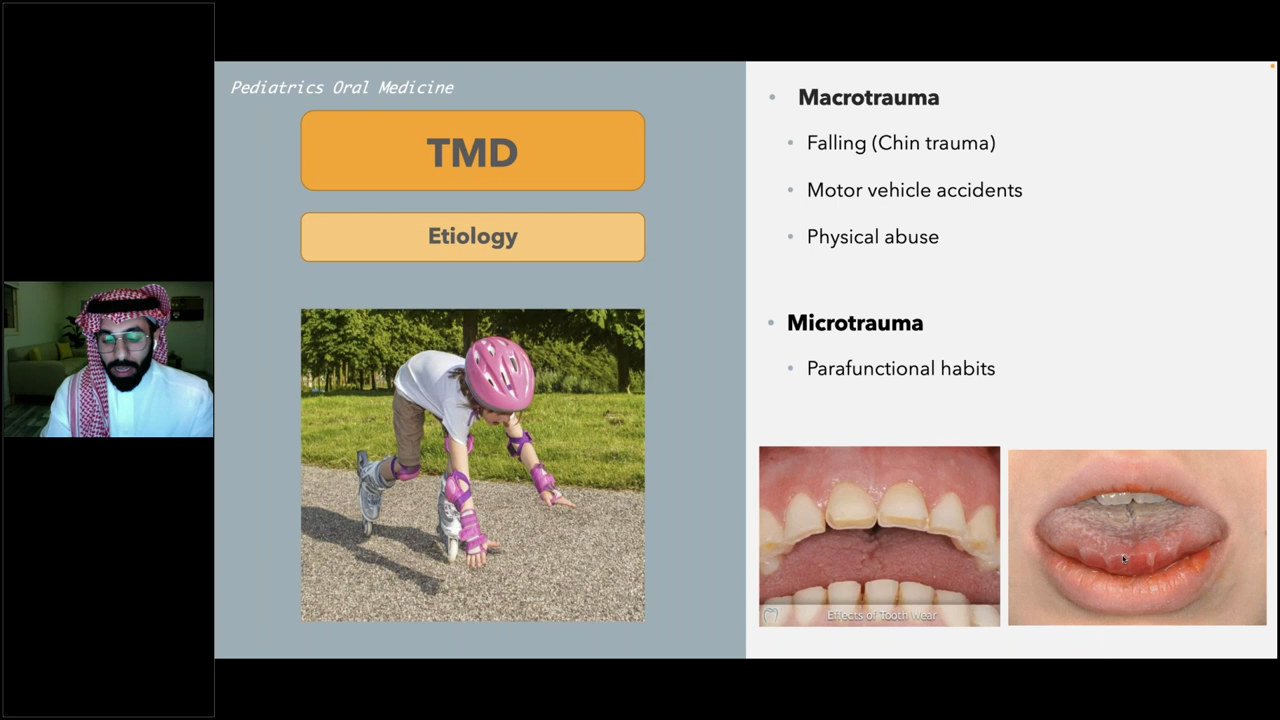 Pediatrics Oral Medicine
TMD
Etiology
Macrotrauma
Falling (Chin trauma)
Motor vehicle accidents
Physical abuse
Microtrauma
Parafunctional habits
Effects of Tooth Wear